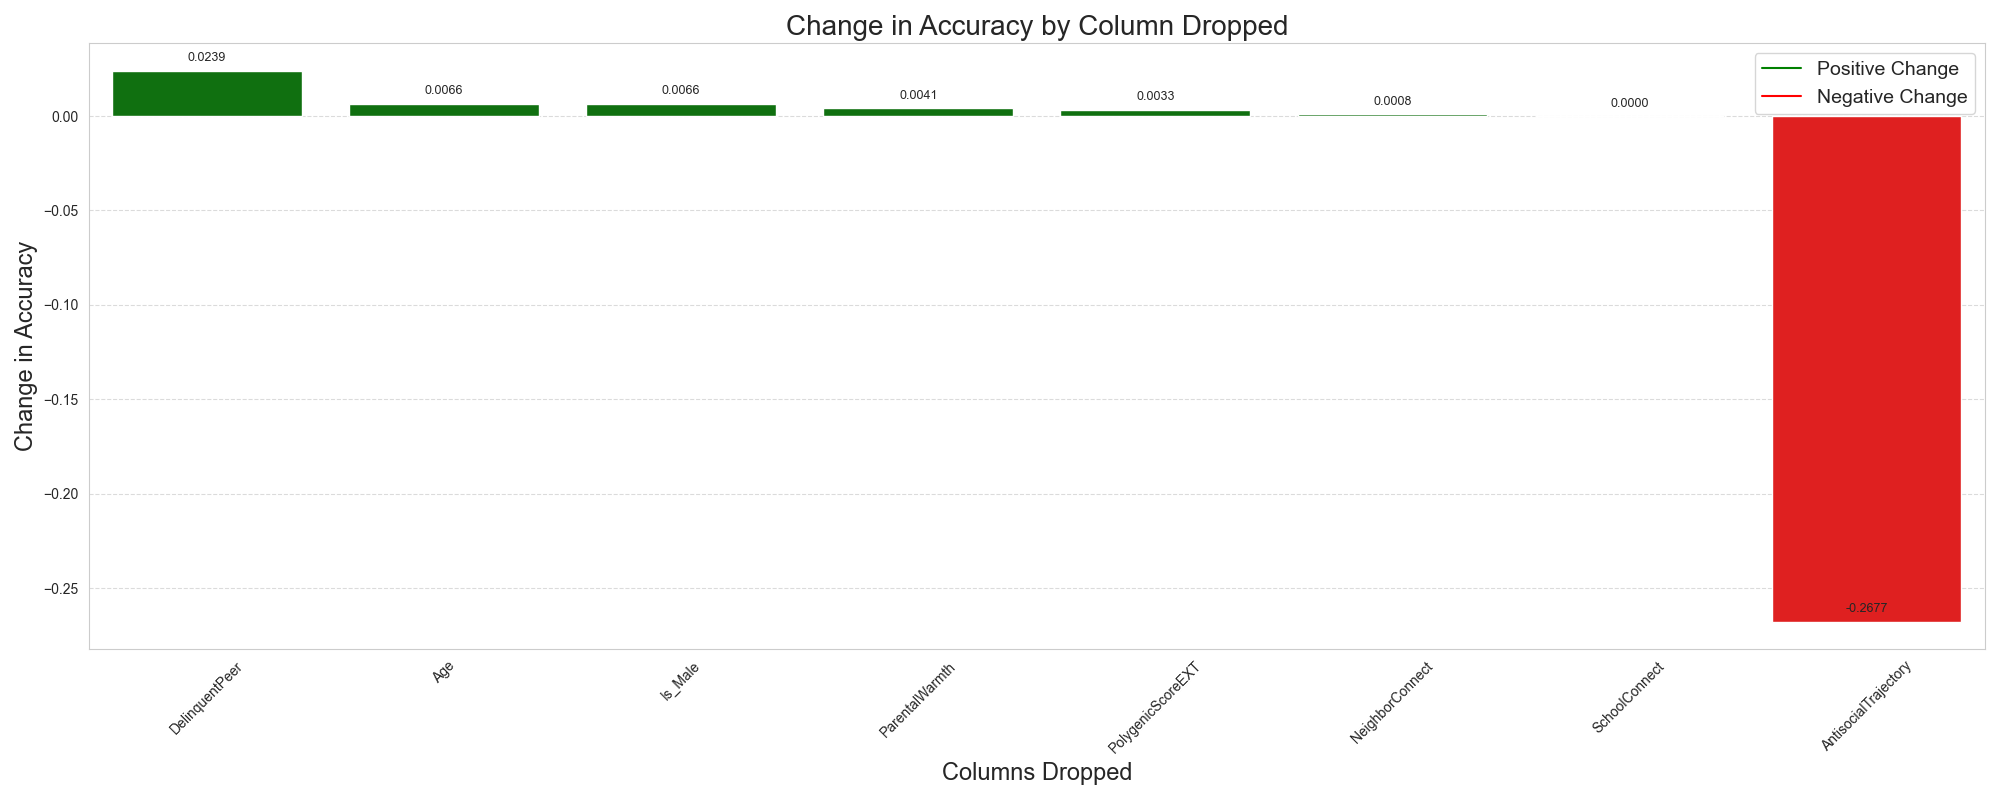 Change in Accuracy by Column Dropped
Positive Change
Negative Change
0.0239
0.0066
0.0066
0.0041
0.0033
0.0008
0.0000
-0.2677
Change in Accuracy
0.00
−0.05
−0.10
−0.15
−0.20
−0.25
DelinquentPeer
Age
Is_Male
ParentalWarmth
PolygenicScoreEXT
NeighborConnect
SchoolConnect
AntisocialTrajectory
Columns Dropped